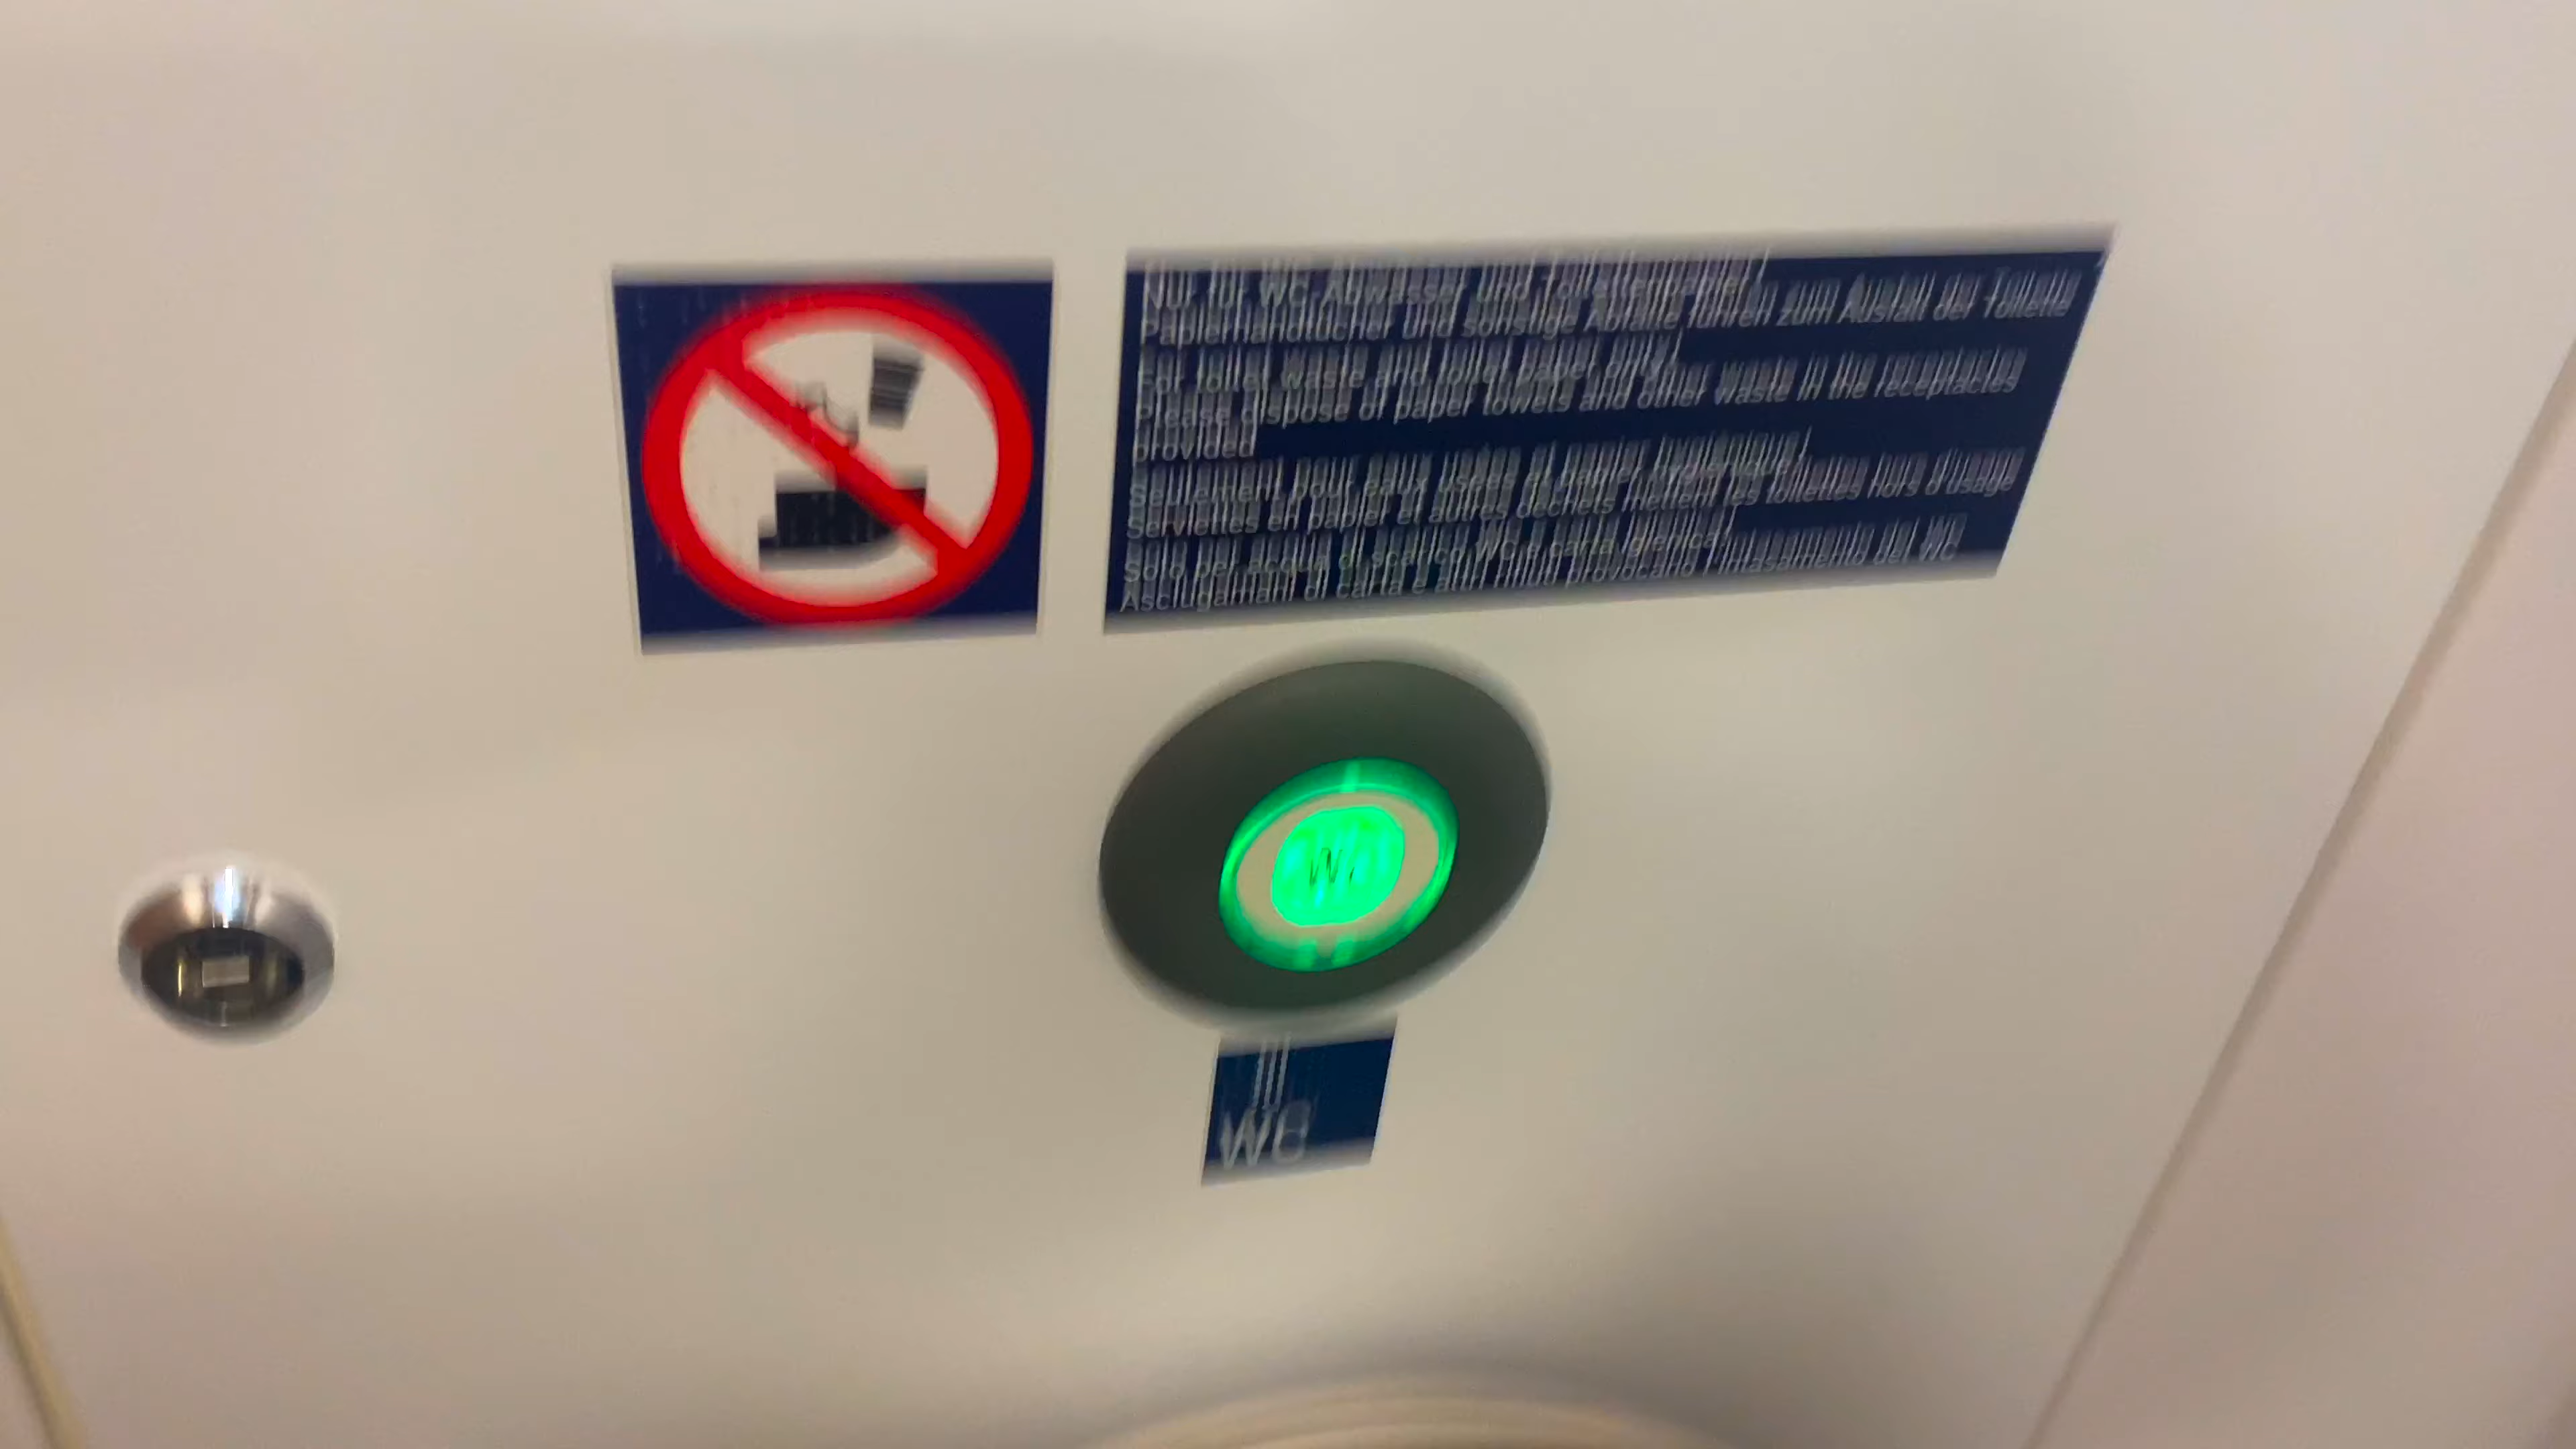 Nur für WC-Abwasser und Toilettenpapier
Papierhandtücher und sonstige Abfälle führen zum Ausfall der Toilette
For toilet waste and toilet paper only
Please dispose of paper towels and other waste in the receptacles
provided
Seulement pour eaux usées et papier hygiénique
Serviettes en papier et autres déchets mettent les toilettes hors d'usage
Solo per acqua di scarico WC e carta igienica
Asciugamani di carta e altri rifiuti provocano l'intasamento del WC
WC